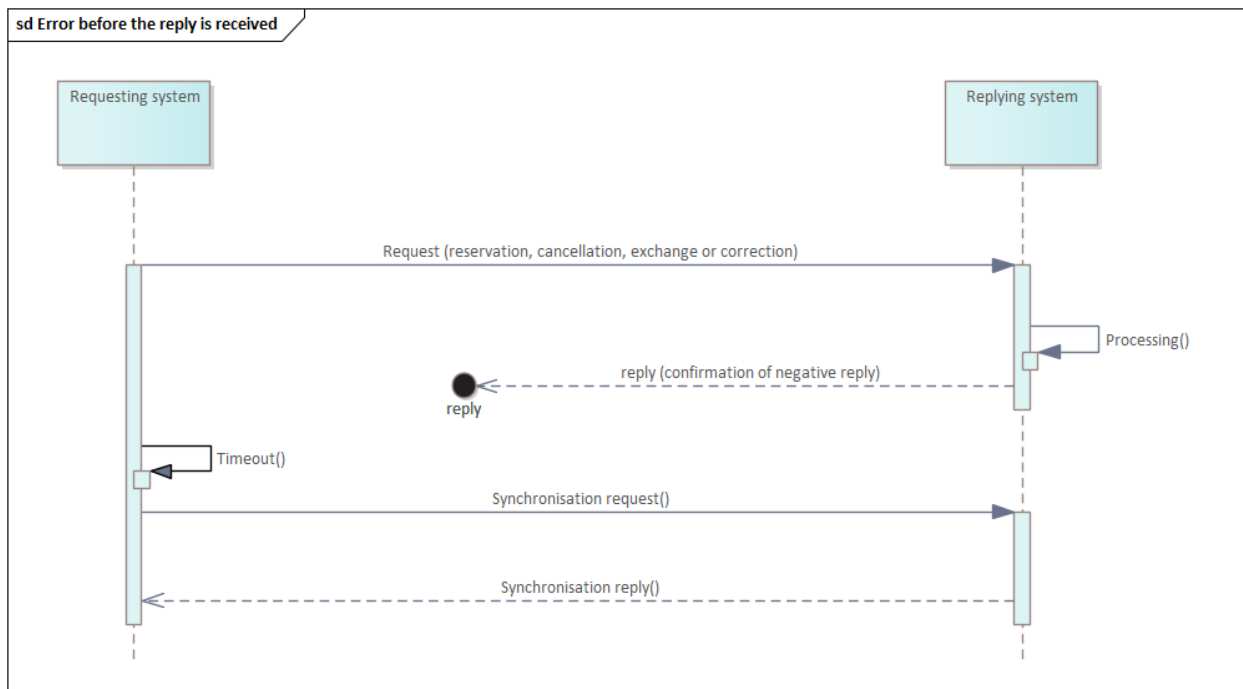 sd Error before the reply is received
Requesting system
Replying system
Request (reservation, cancellation, exchange or correction)
Processing()
reply (confirmation of negative reply)
reply
Timeout()
Synchronisation request()
Synchronisation reply()